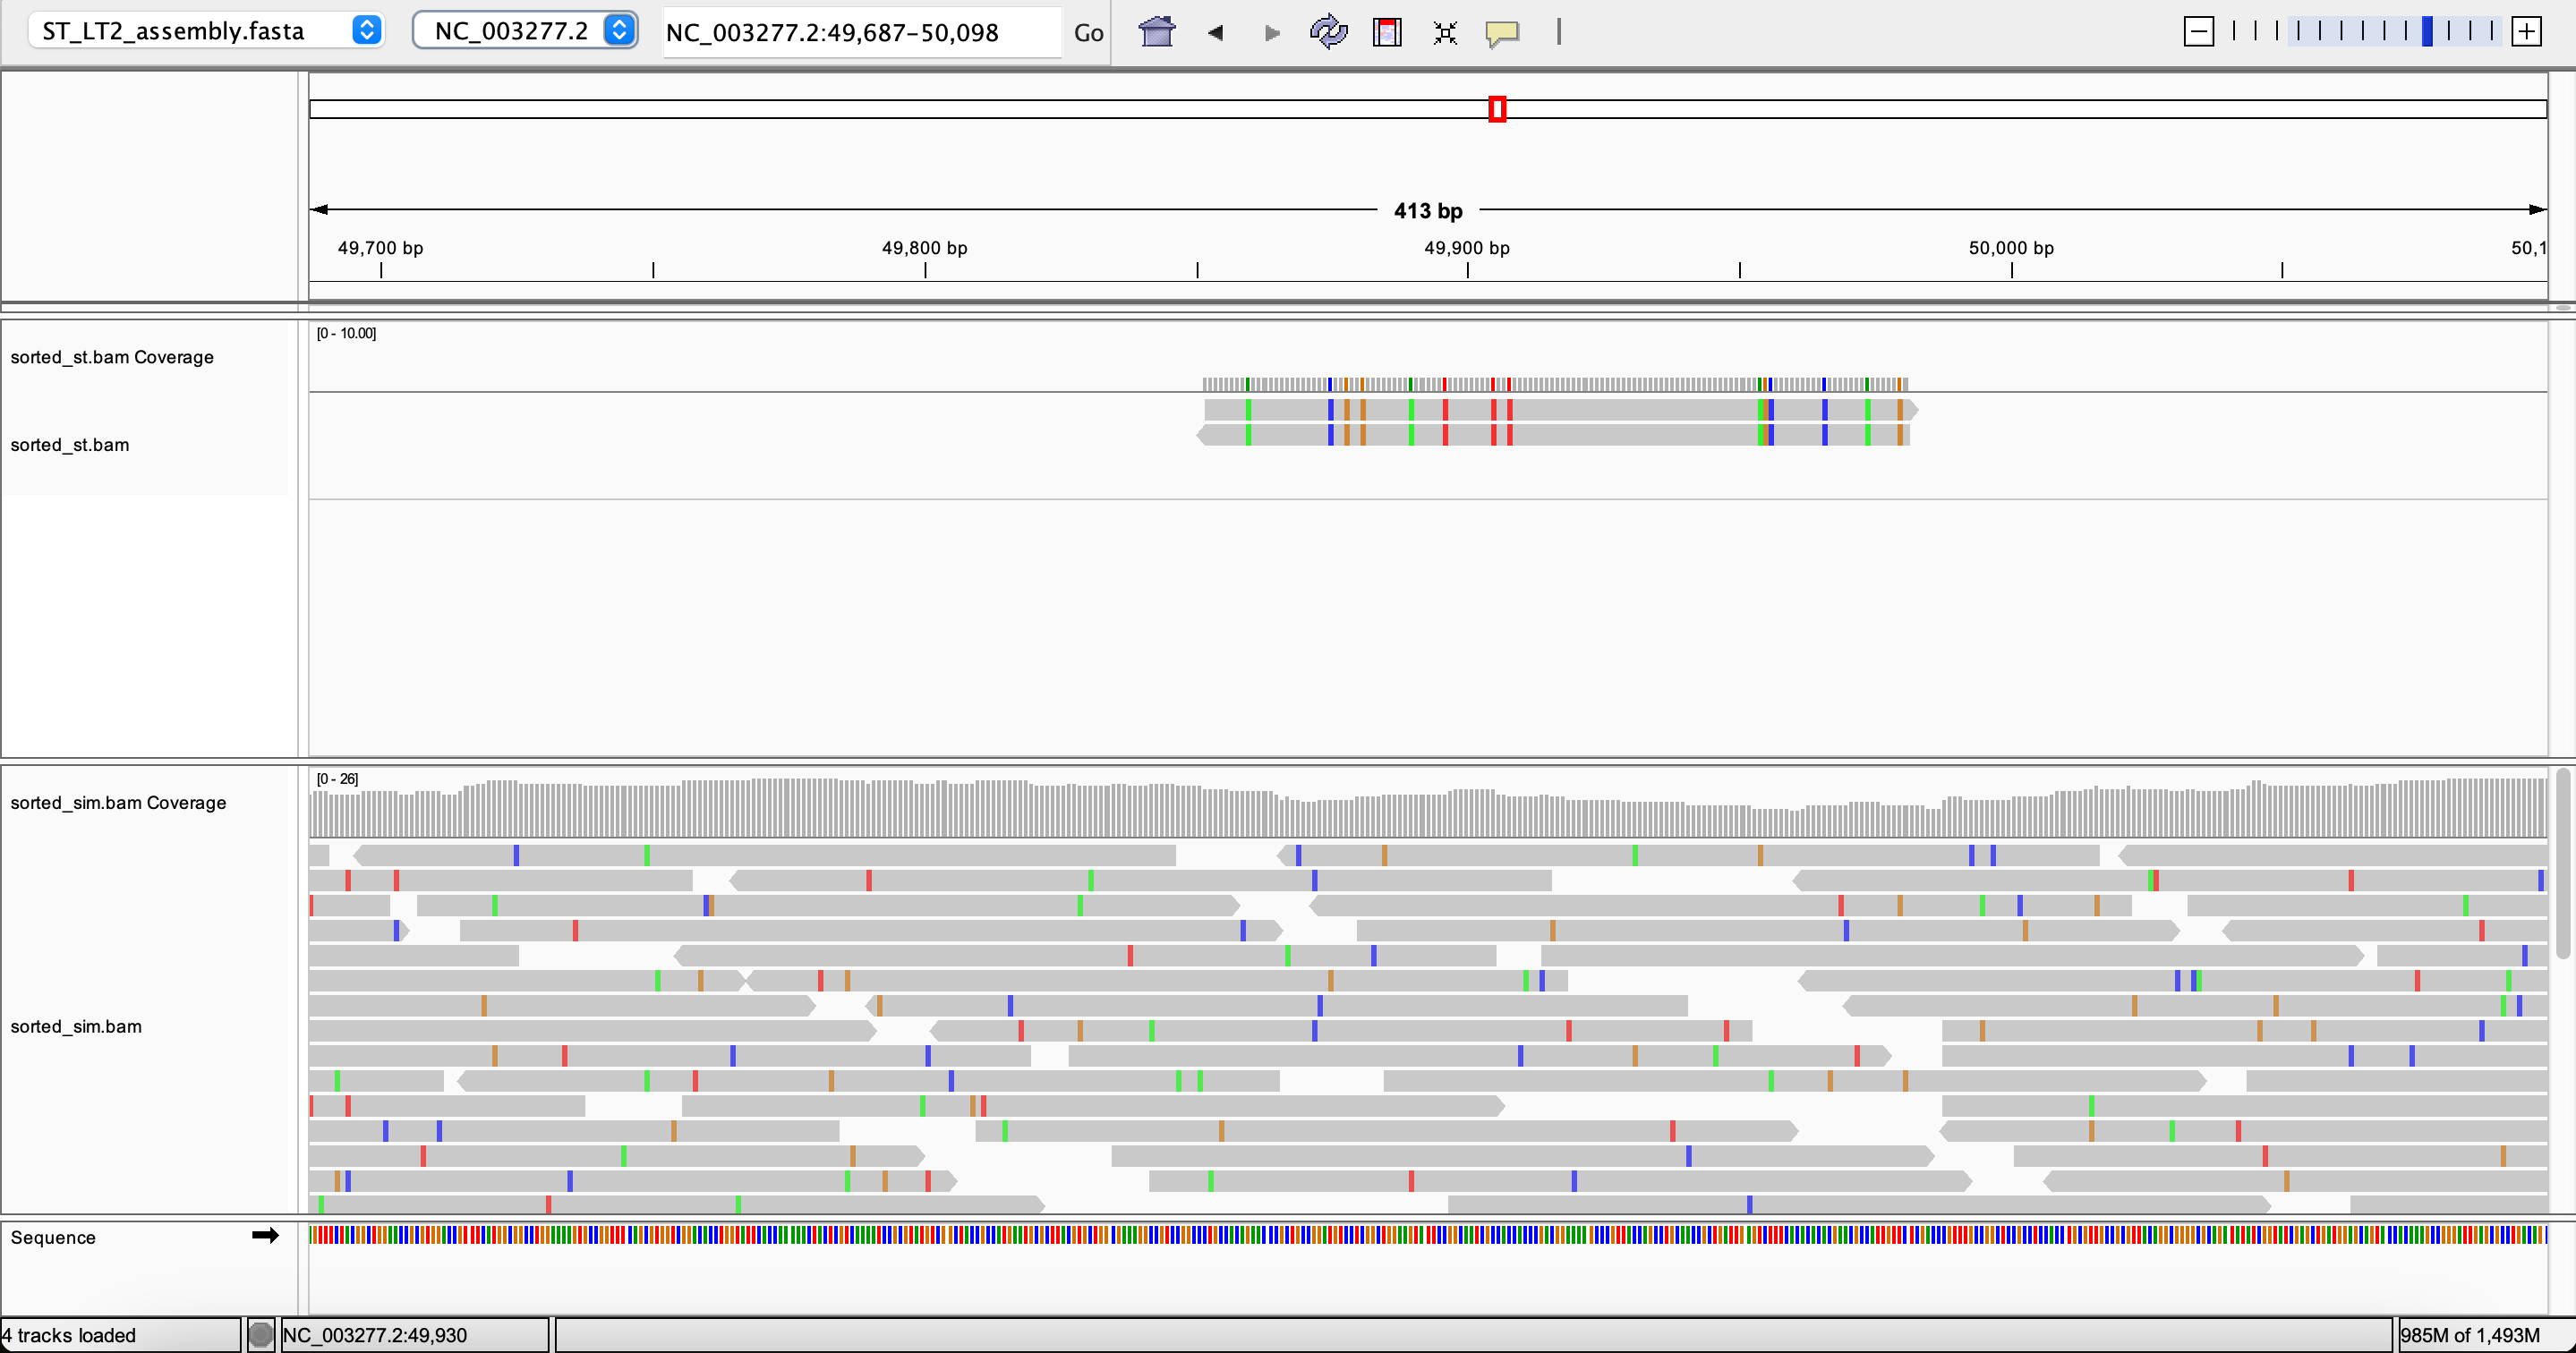 ST_LT2_assembly.fasta NC_003277.2 NC_003277.2:49,687-50,098 Go
413 bp
49,700 bp 49,800 bp 49,900 bp 50,000 bp 50,1
[0 - 10.00]
sorted_st.bam Coverage
sorted_st.bam
[0 - 26]
sorted_sim.bam Coverage
sorted_sim.bam
Sequence
4 tracks loaded NC_003277.2:49,930 985M of 1,493M